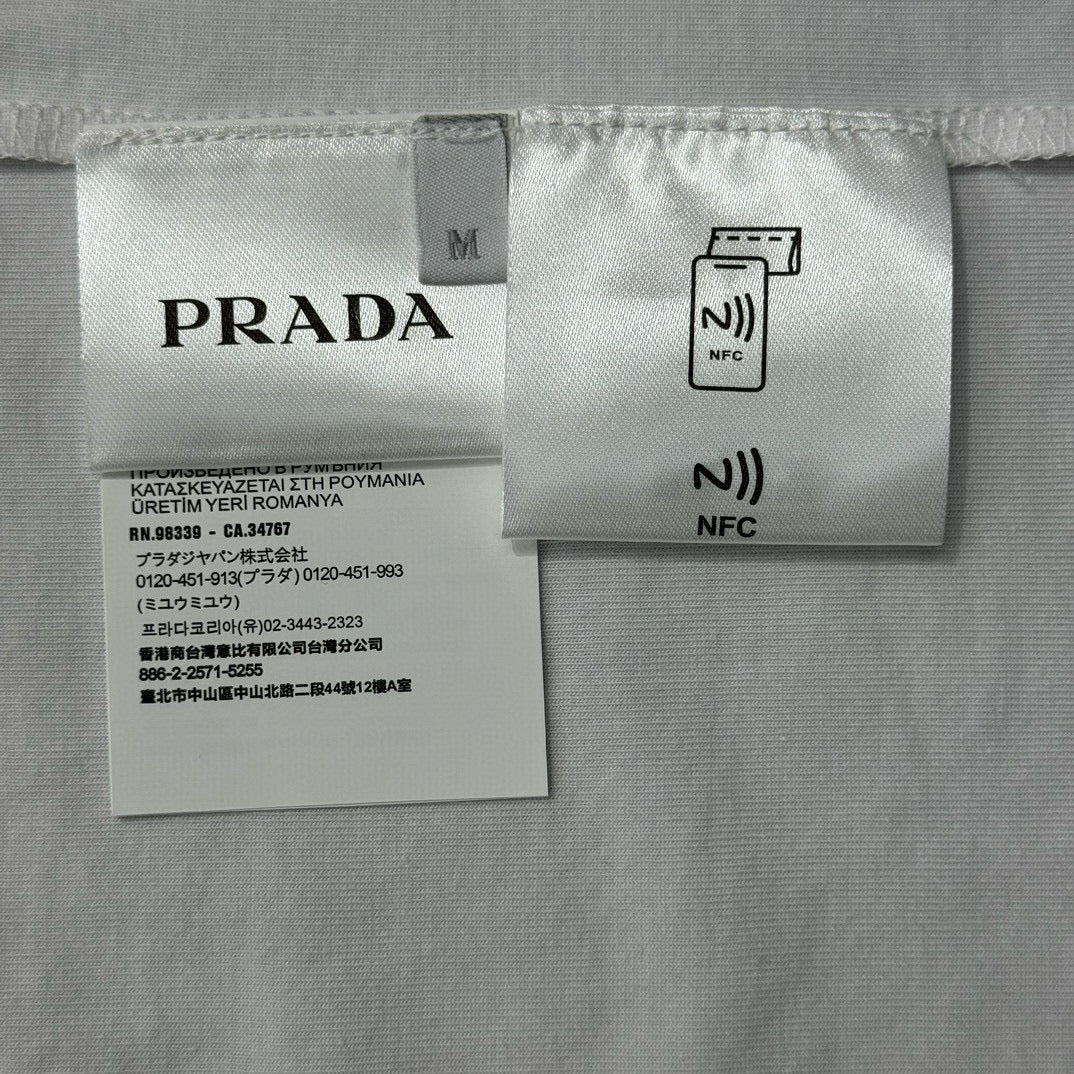 M
PRADA
NFC
NFC
ПРОИЗВЕДЕНО В РУМЪНИЯ
ΚΑΤΑΣΚΕΥΑΖΕΤΑΙ ΣΤΗ ΡΟΥΜΑΝΙΑ
ÜRETİM YERİ ROMANYA
RN.98339 - CA.34767
プラダジャパン株式会社
0120-451-913(プラダ) 0120-451-993
(ミユウミユウ)
프라다코리아(유)02-3443-2323
香港商台灣意比有限公司台灣分公司
886-2-2571-5255
臺北市中山區中山北路二段44號12樓A室